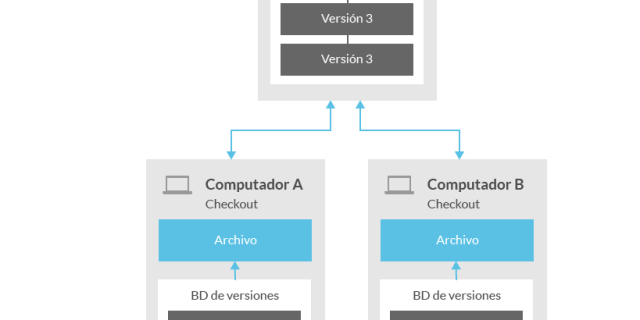 Versión 3
Versión 3
Computador A
Checkout
Archivo
BD de versiones
Computador B
Checkout
Archivo
BD de versiones